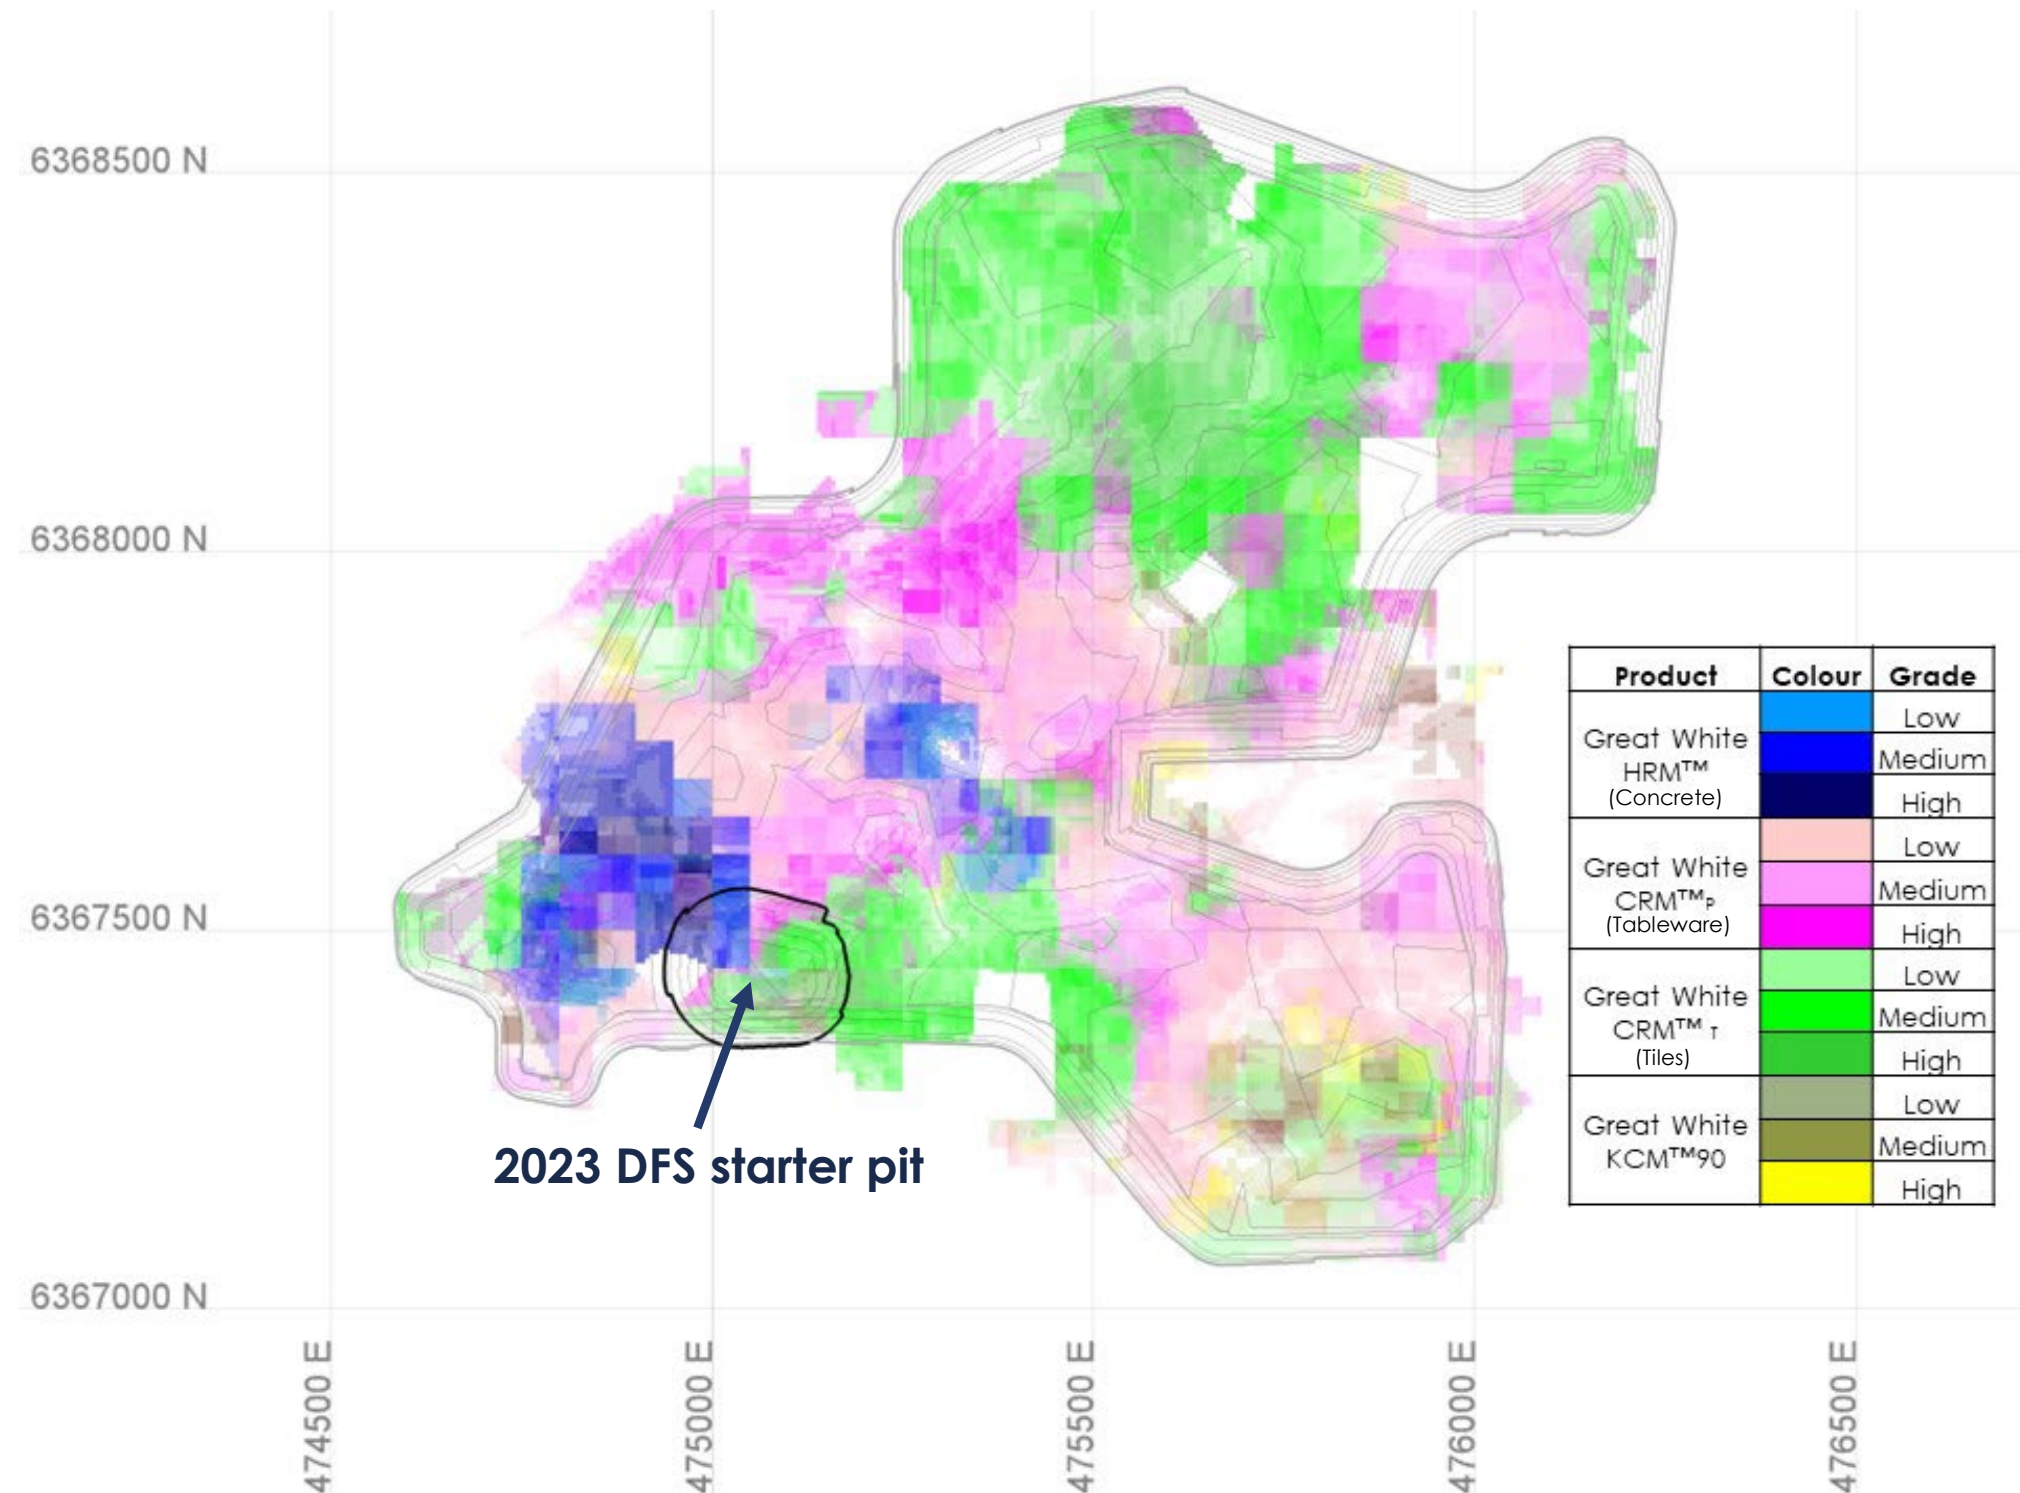 6368500 N
6368000 N
6367500 N
6367000 N
474500 E
475000 E
475500 E
476000 E
476500 E
2023 DFS starter pit
Product Colour Grade
Great White
HRM™
(Concrete)
Low
Medium
High
Great White
CRM™P
(Tableware)
Low
Medium
High
Great White
CRM™ T
(Tiles)
Low
Medium
High
Great White
KCM™90
Low
Medium
High